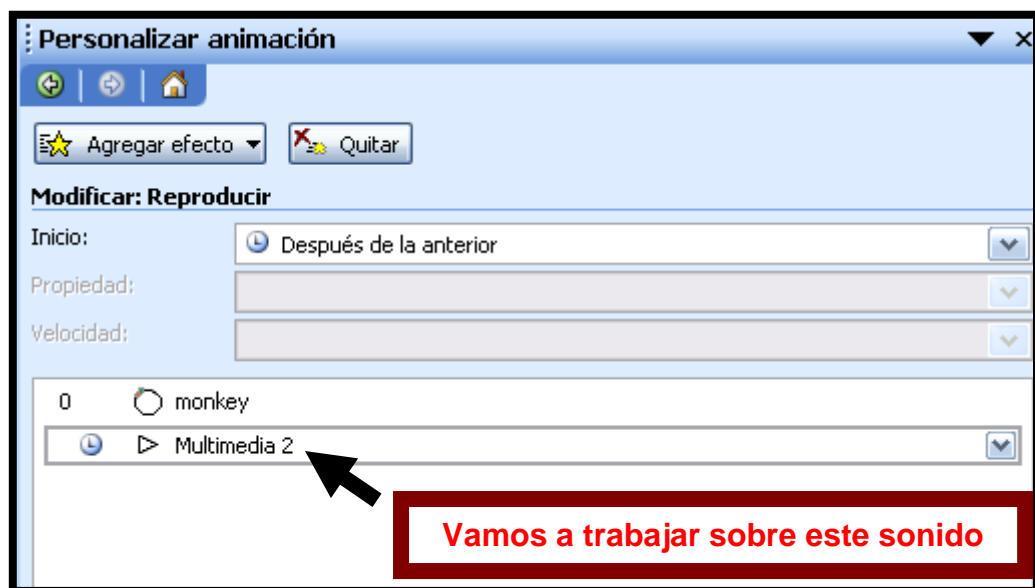 Personalizar animación
Agregar efecto
Quitar
Modificar: Reproducir
Inicio:
Después de la anterior
Propiedad:
Velocidad:
0 monkey
Multimedia 2
Vamos a trabajar sobre este sonido